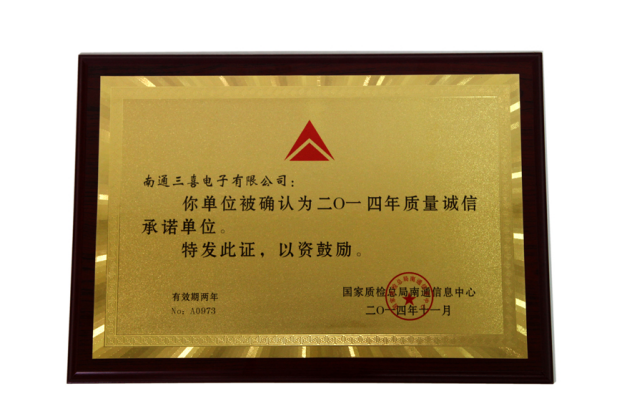 南通三喜电子有限公司：
你单位被确认为二O一四年质量诚信
承诺单位。
特发此证，以资鼓励。
有效期两年
No：A0973
国家质检总局南通信息中心
二O一四年十一月